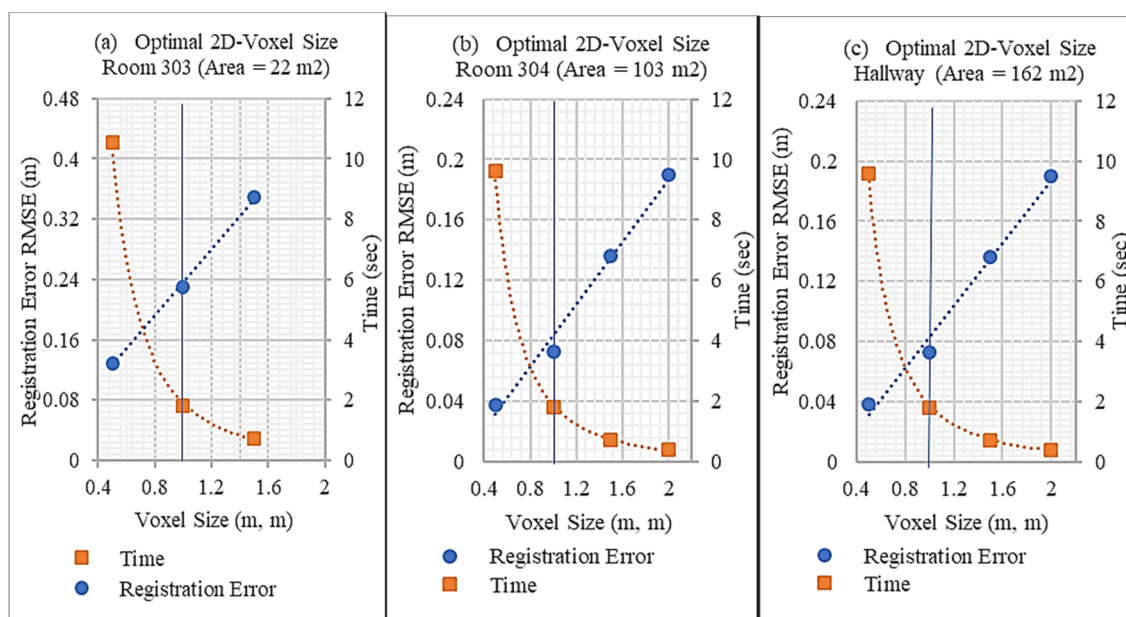 (a) Optimal 2D-Voxel Size
Room 303 (Area = 22 m2)
0.48
0.4
0.32
0.24
0.16
0.08
0
Registration Error RMSE (m)
12
10
8
6
4
2
0
Time (sec)
0.4 0.8 1.2 1.6 2
Voxel Size (m, m)
Time
Registration Error
(b) Optimal 2D-Voxel Size
Room 304 (Area = 103 m2)
0.24
0.2
0.16
0.12
0.08
0.04
0
Registration Error RMSE (m)
12
10
8
6
4
2
0
Time (sec)
0.4 0.8 1.2 1.6 2
Voxel Size (m, m)
Registration Error
Time
(c) Optimal 2D-Voxel Size
Hallway (Area = 162 m2)
0.24
0.2
0.16
0.12
0.08
0.04
0
Registration Error RMSE (m)
12
10
8
6
4
2
0
Time (sec)
0.4 0.8 1.2 1.6 2
Voxel Size (m, m)
Registration Error
Time